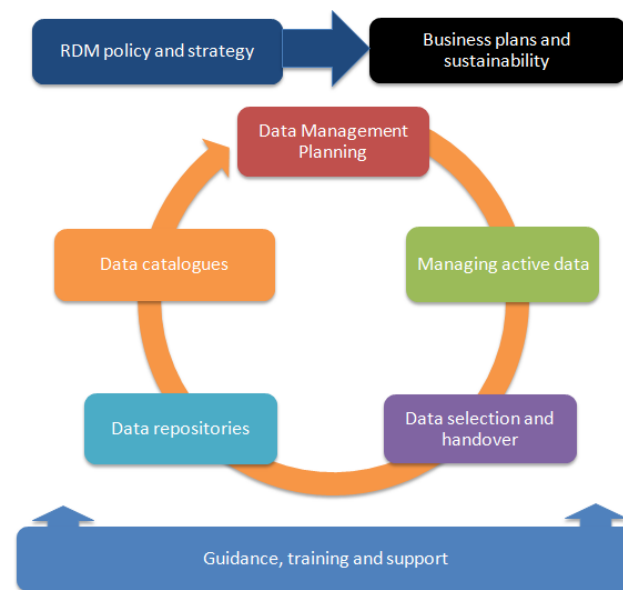 RDM policy and strategy
Business plans and
sustainability
Data Management
Planning
Data catalogues
Managing active data
Data repositories
Data selection and
handover
Guidance, training and support